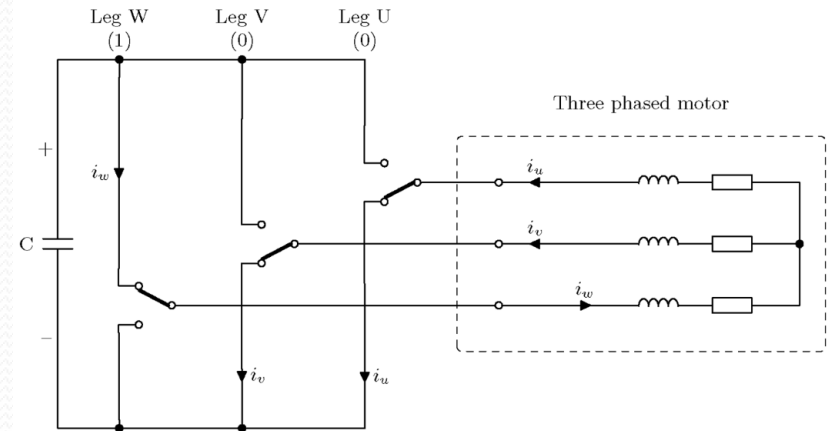 Leg W Leg V Leg U
(1) (0) (0)
Three phased motor
+
i_w
i_u
i_v
C
i_w
−
i_v i_u